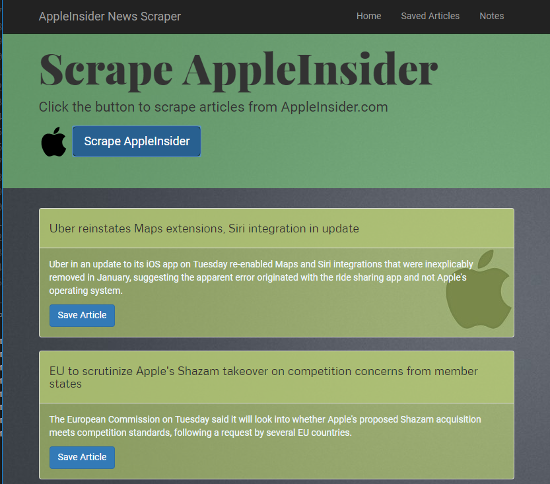 AppleInsider News Scraper
Home
Saved Articles
Notes
Scrape AppleInsider
Click the button to scrape articles from AppleInsider.com
Scrape AppleInsider
Uber reinstates Maps extensions, Siri integration in update
Uber in an update to its iOS app on Tuesday re-enabled Maps and Siri integrations that were inexplicably
removed in January, suggesting the apparent error originated with the ride sharing app and not Apple's
operating system.
Save Article
EU to scrutinize Apple's Shazam takeover on competition concerns from member
states
The European Commission on Tuesday said it will look into whether Apple's proposed Shazam acquisition
meets competition standards, following a request by several EU countries.
Save Article